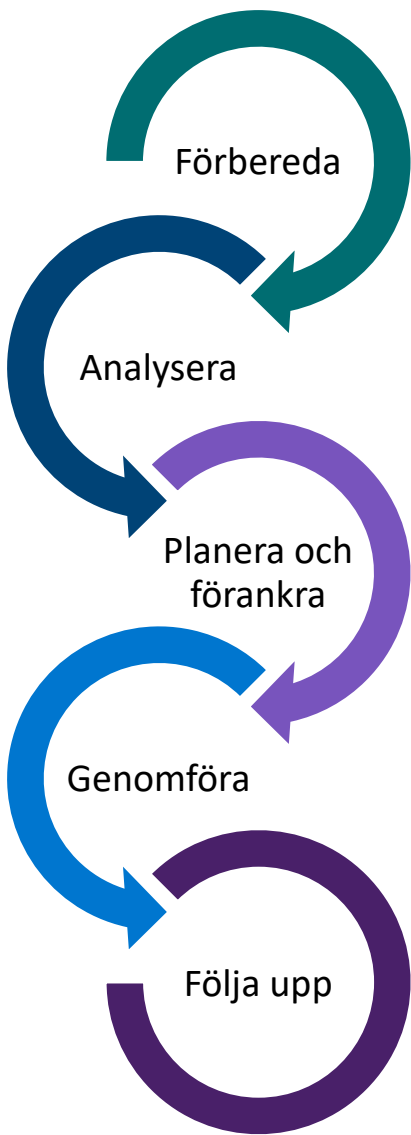 Förbereda
Analysera
Planera och
förankra
Genomföra
Följa upp